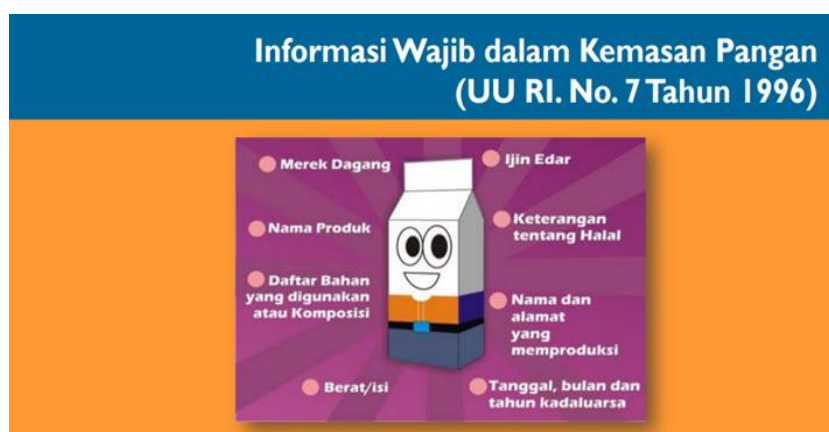 Informasi Wajib dalam Kemasan Pangan
(UU RI. No. 7 Tahun 1996)
Merek Dagang
Nama Produk
Daftar Bahan
yang digunakan
atau Komposisi
Berat/isi
Ijin Edar
Keterangan
tentang Halal
Nama dan
alamat
yang
memproduksi
Tanggal, bulan dan
tahun kadaluarsa